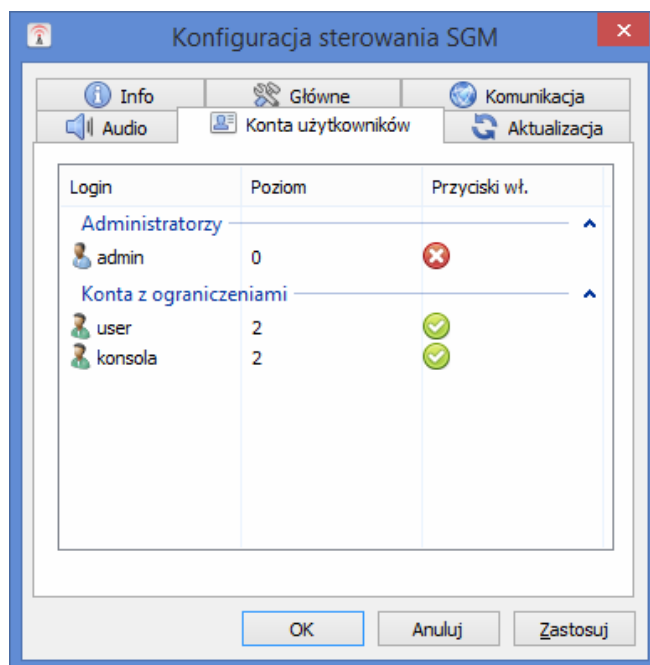 Konfiguracja sterowania SGM
Info Główne Komunikacja
Audio Konta użytkowników Aktualizacja
Login Poziom Przyciski wł.
Administratorzy
admin 0
Konta z ograniczeniami
user 2
konsola 2
OK Anuluj Zastosuj